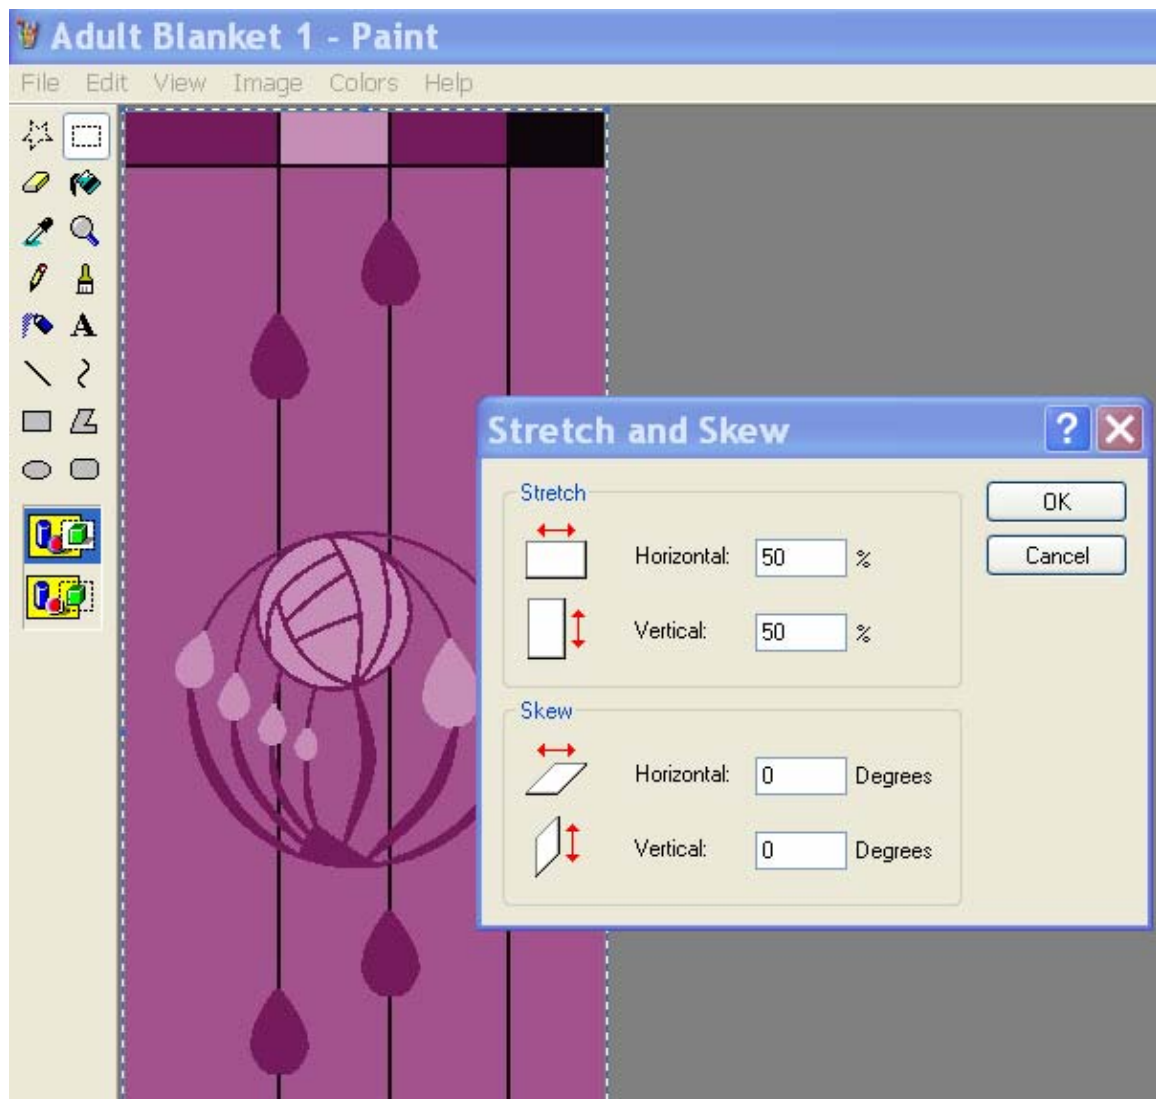 Adult Blanket 1 - Paint
File Edit View Image Colors Help
A
Stretch and Skew
?
Stretch
Horizontal: 50 %
Vertical: 50 %
Skew
Horizontal: 0 Degrees
Vertical: 0 Degrees
OK
Cancel